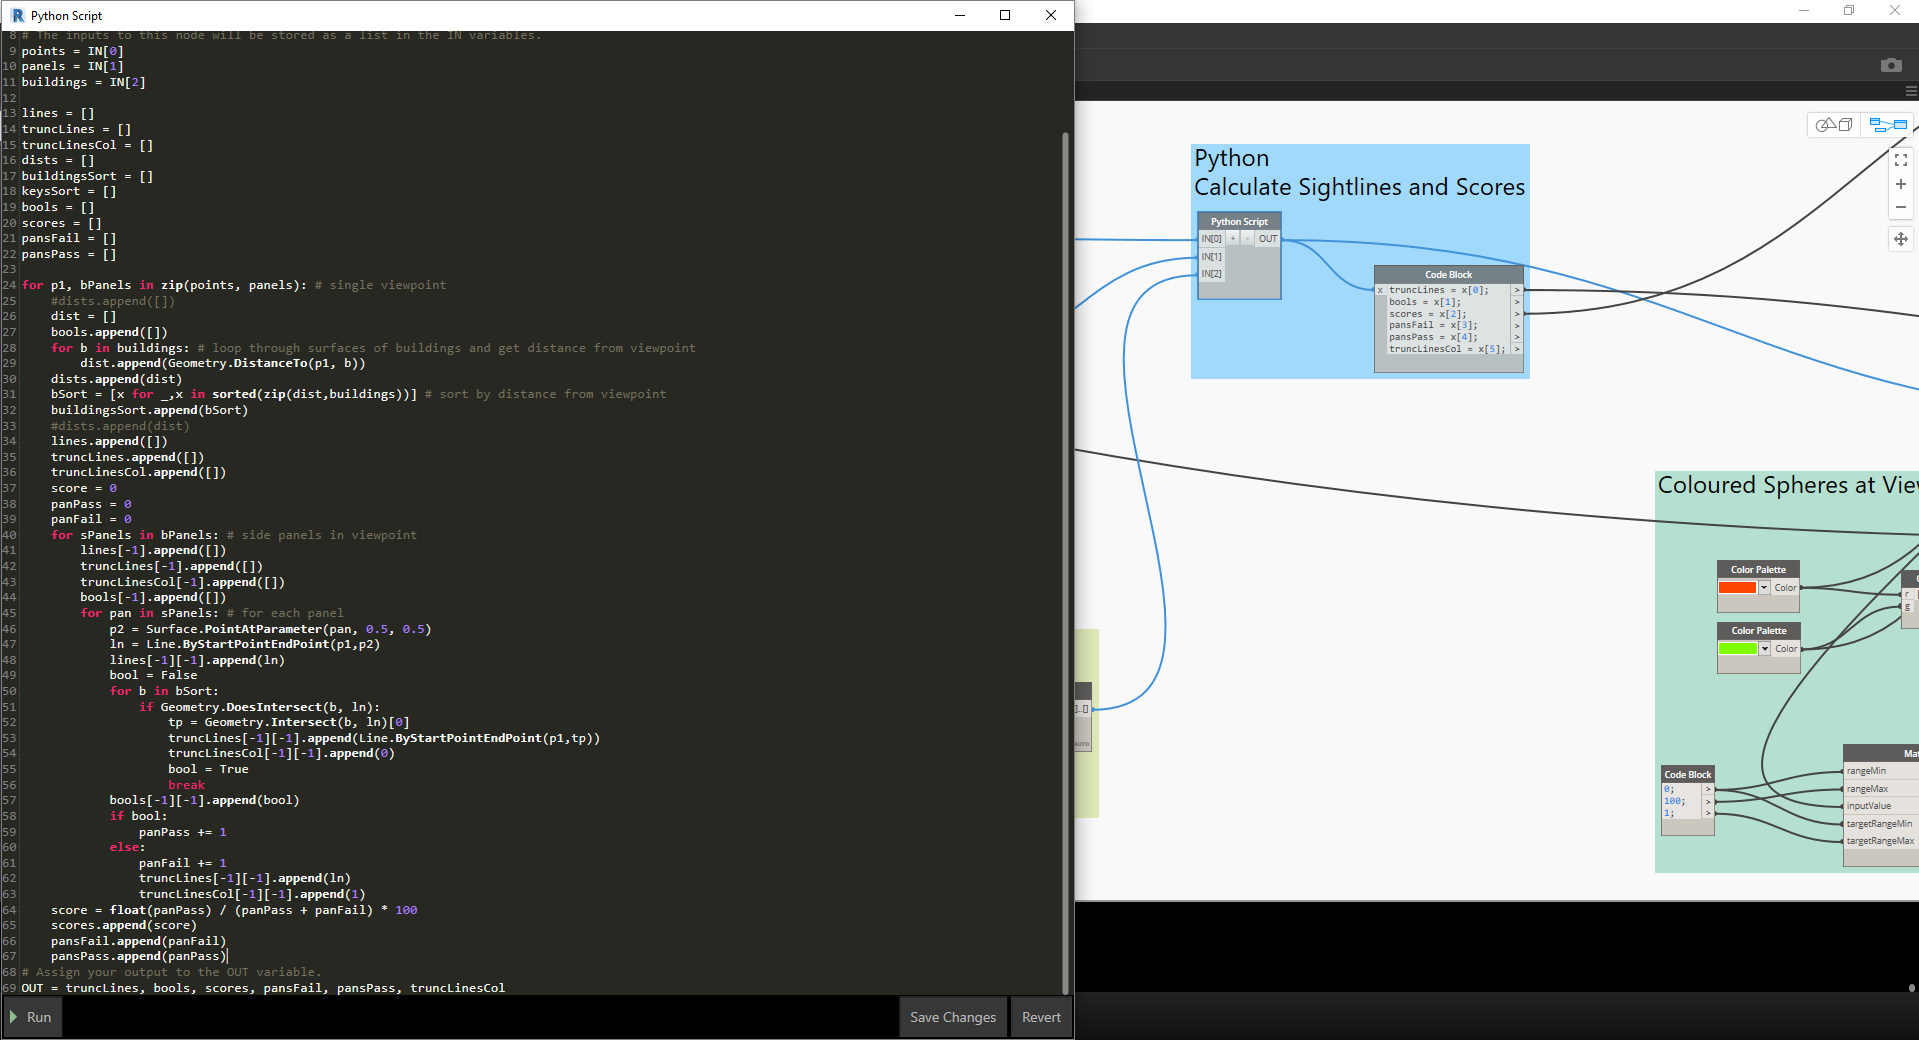 Python Script
8 # The inputs to this node will be stored as a list in the IN variables.
9 points = IN[0]
10 panels = IN[1]
11 buildings = IN[2]
12
13 lines = []
14 truncLines = []
15 truncLinesCol = []
16 dists = []
17 buildingsSort = []
18 keysSort = []
19 bools = []
20 scores = []
21 pansFail = []
22 pansPass = []
23
24 for p1, bPanels in zip(points, panels): # single viewpoint
25     #dists.append([])
26     dist = []
27     bools.append([])
28     for b in buildings: # loop through surfaces of buildings and get distance from viewpoint
29         dist.append(Geometry.DistanceTo(p1, b))
30     dists.append(dist)
31     bSort = [x for _,x in sorted(zip(dist,buildings))] # sort by distance from viewpoint
32     buildingsSort.append(bSort)
33     #dists.append(dist)
34     lines.append([])
35     truncLines.append([])
36     truncLinesCol.append([])
37     score = 0
38     panPass = 0
39     panFail = 0
40     for sPanels in bPanels: # side panels in viewpoint
41         lines[-1].append([])
42         truncLines[-1].append([])
43         truncLinesCol[-1].append([])
44         bools[-1].append([])
45         for pan in sPanels: # for each panel
46             p2 = Surface.PointAtParameter(pan, 0.5, 0.5)
47             ln = Line.ByStartPointEndPoint(p1,p2)
48             lines[-1][-1].append(ln)
49             bool = False
50             for b in bSort:
51                 if Geometry.DoesIntersect(b, ln):
52                     tp = Geometry.Intersect(b, ln)[0]
53                     truncLines[-1][-1].append(Line.ByStartPointEndPoint(p1,tp))
54                     truncLinesCol[-1][-1].append(0)
55                     bool = True
56                     break
57             bools[-1][-1].append(bool)
58             if bool:
59                 panPass += 1
60             else:
61                 panFail += 1
62                 truncLines[-1][-1].append(ln)
63                 truncLinesCol[-1][-1].append(1)
64     score = float(panPass) / (panPass + panFail) * 100
65     scores.append(score)
66     pansFail.append(panFail)
67     pansPass.append(panPass)
68 # Assign your output to the OUT variable.
69 OUT = truncLines, bools, scores, pansFail, pansPass, truncLinesCol
Run
Save Changes
Revert
Python
Calculate Sightlines and Scores
Python Script
IN[0] + - OUT
IN[1]
IN[2]
Code Block
x truncLines = x[0]; >
bools = x[1]; >
scores = x[2]; >
pansFail = x[3]; >
pansPass = x[4]; >
truncLinesCol = x[5]; >
].[]
AUTO
Coloured Spheres at Vie
Color Palette
Color
Color Palette
Color
r
g
Code Block
0; >
100; >
1; >
Ma
rangeMin
rangeMax
inputValue
targetRangeMin
targetRangeMax